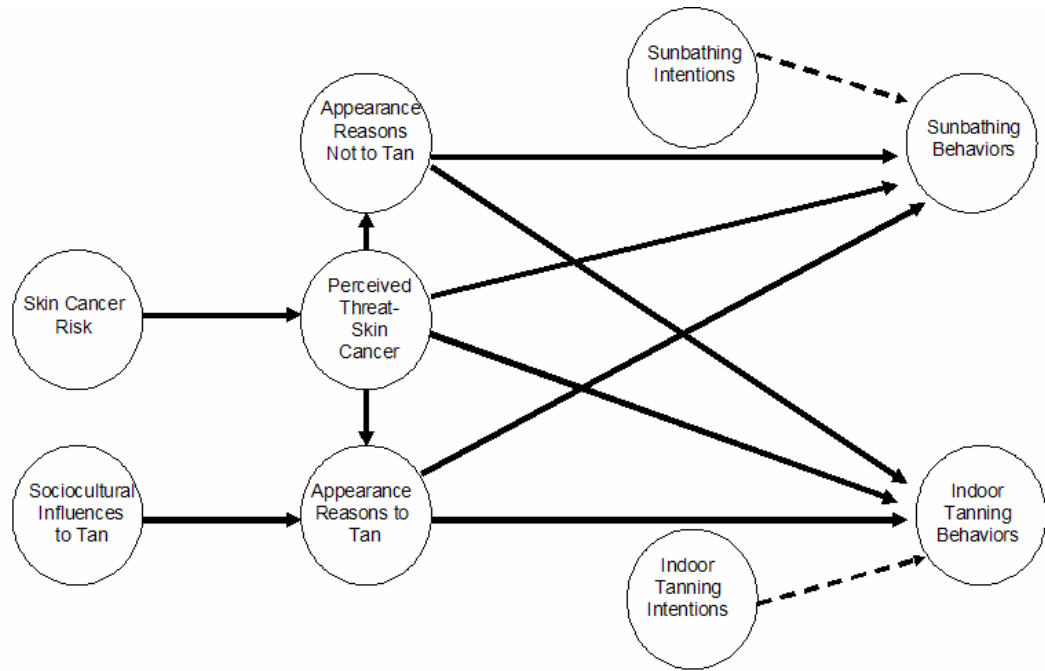 Sunbathing
Intentions
Appearance
Reasons
Not to Tan
Sunbathing
Behaviors
Skin Cancer
Risk
Perceived
Threat-
Skin
Cancer
Sociocultural
Influences
to Tan
Appearance
Reasons to
Tan
Indoor
Tanning
Behaviors
Indoor
Tanning
Intentions